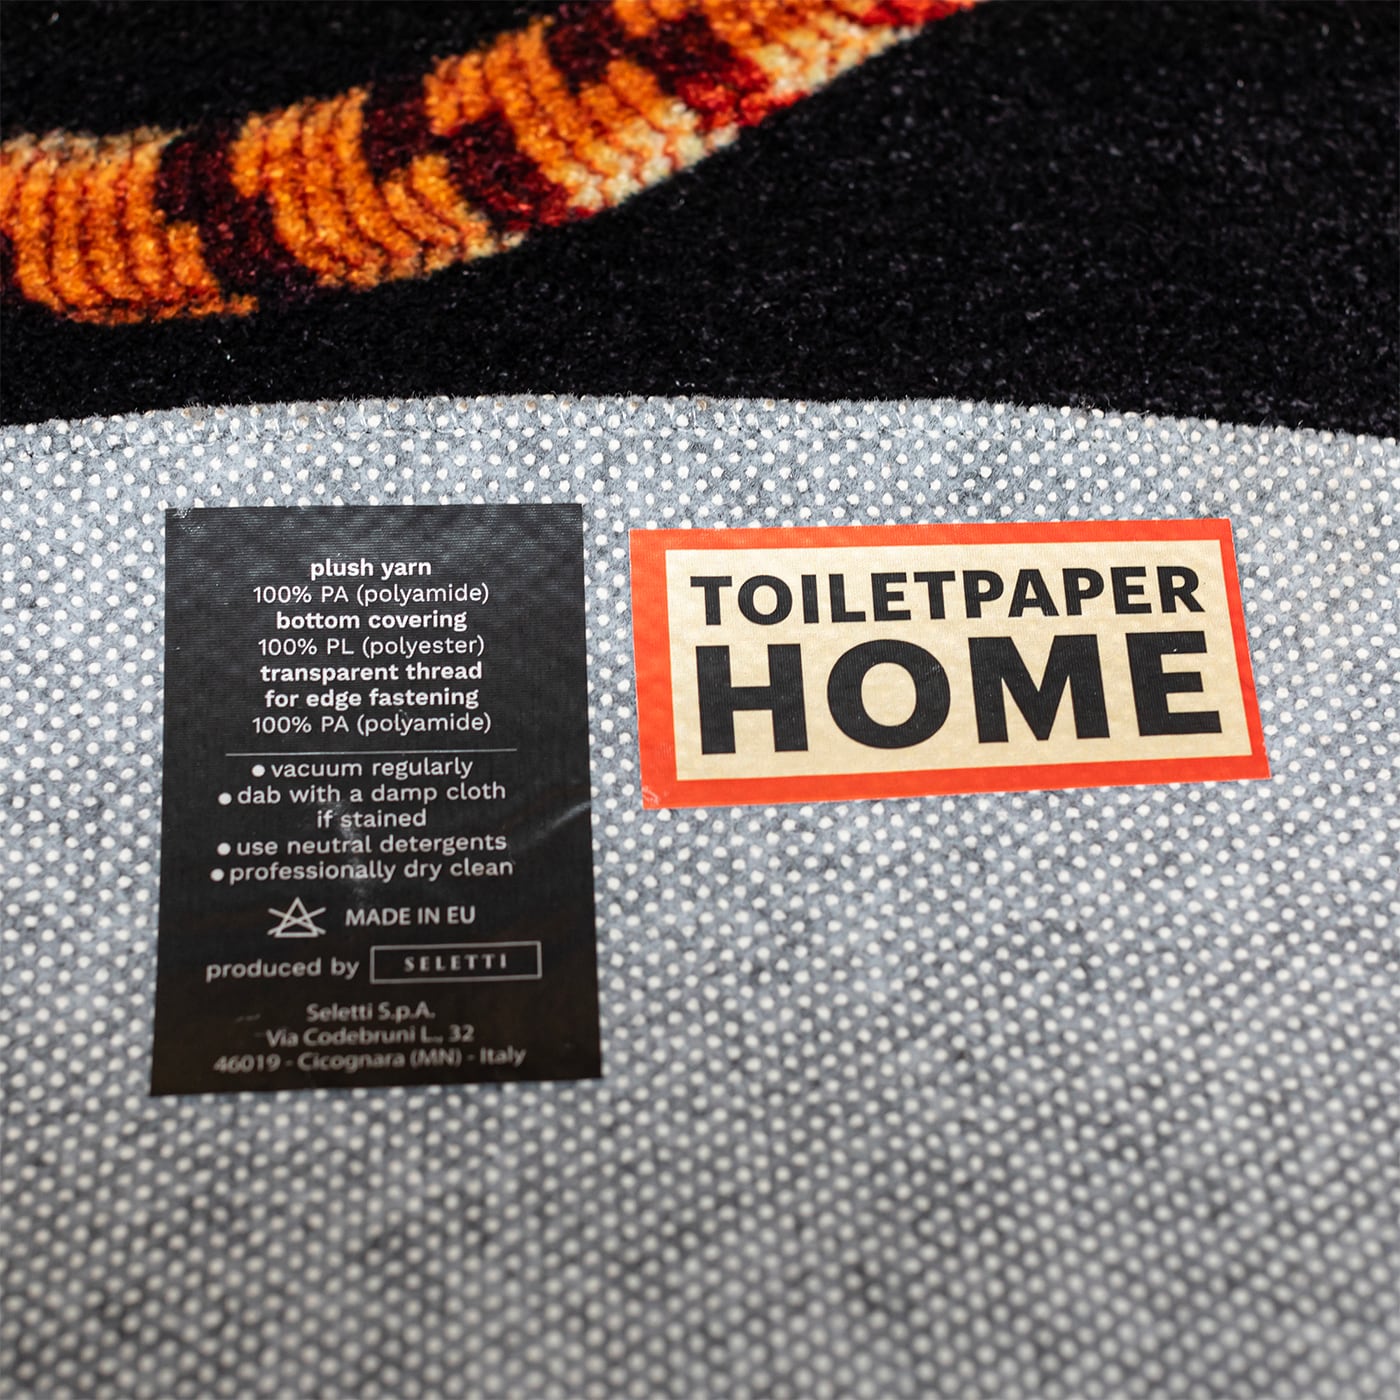 plush yarn
100% PA (polyamide)
bottom covering
100% PL (polyester)
transparent thread
for edge fastening
100% PA (polyamide)
• vacuum regularly
• dab with a damp cloth
if stained
• use neutral detergents
• professionally dry clean
MADE IN EU
produced by SELETTI
Seletti S.p.A.
Via Codebruni L.. 32
46019 - Cicognara (MN) - Italy
TOILETPAPER
HOME